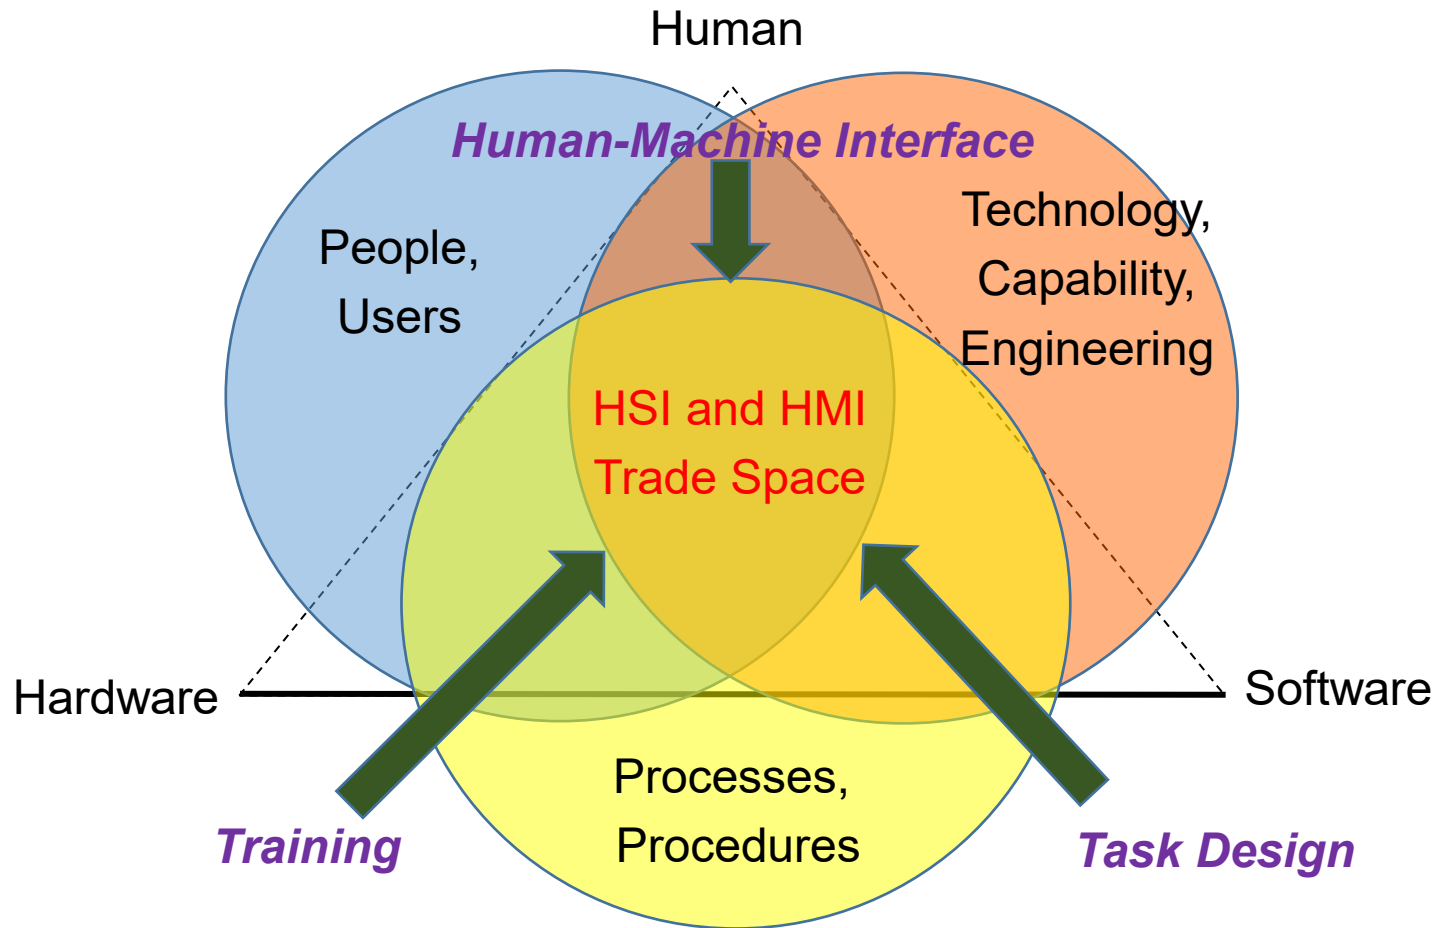 Human
Human-Machine Interface
People,
Users
Technology,
Capability,
Engineering
HSI and HMI
Trade Space
Hardware
Software
Processes,
Procedures
Training
Task Design